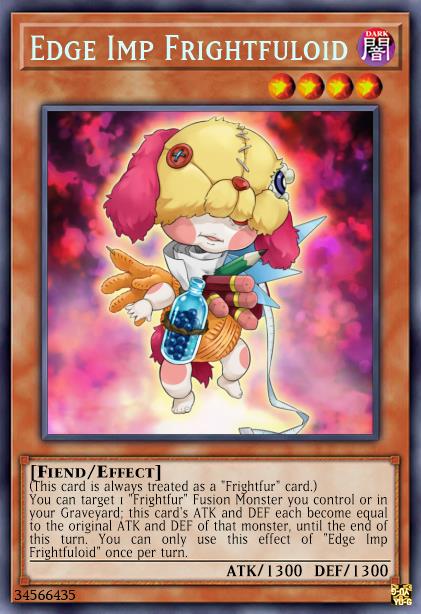 Edge Imp Frightfuloid
DARK
闇
[Fiend/Effect]
(This card is always treated as a "Frightfur" card.)
You can target 1 "Frightfur" Fusion Monster you control or in
your Graveyard; this card's ATK and DEF each become equal
to the original ATK and DEF of that monster, until the end of
this turn. You can only use this effect of "Edge Imp
Frightfuloid" once per turn.
ATK/1300 DEF/1300
34566435